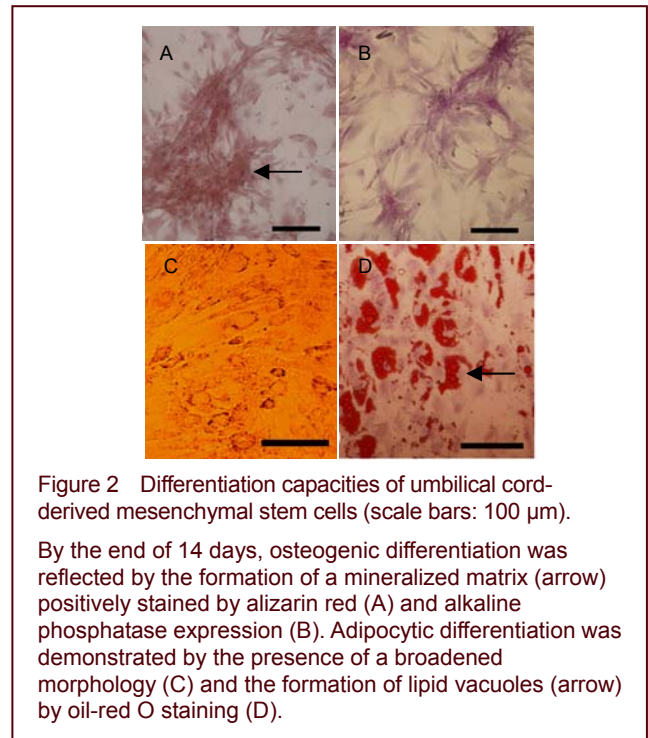 A
B
C
D
Figure 2 Differentiation capacities of umbilical cord-
derived mesenchymal stem cells (scale bars: 100 μm).
By the end of 14 days, osteogenic differentiation was
reflected by the formation of a mineralized matrix (arrow)
positively stained by alizarin red (A) and alkaline
phosphatase expression (B). Adipocytic differentiation was
demonstrated by the presence of a broadened
morphology (C) and the formation of lipid vacuoles (arrow)
by oil-red O staining (D).